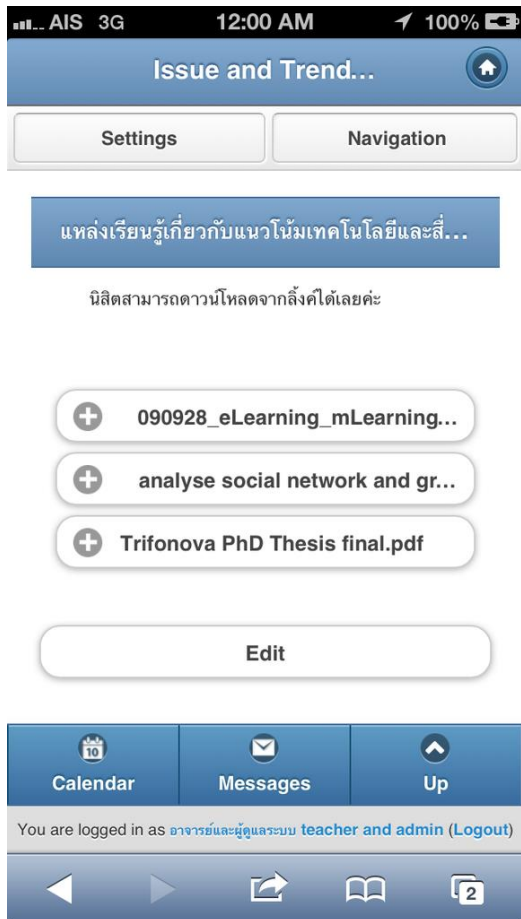 AIS 3G 12:00 AM 100%
Issue and Trend...
Settings Navigation
แหล่งเรียนรู้เกี่ยวกับแนวโน้มเทคโนโลยีและสื่...
นิสิตสามารถดาวน์โหลดจากลิ้งค์ได้เลยค่ะ
090928_eLearning_mLearning...
analyse social network and gr...
Trifonova PhD Thesis final.pdf
Edit
10
Calendar Messages Up
You are logged in as อาจารย์และผู้ดูแลระบบ teacher and admin (Logout)
2